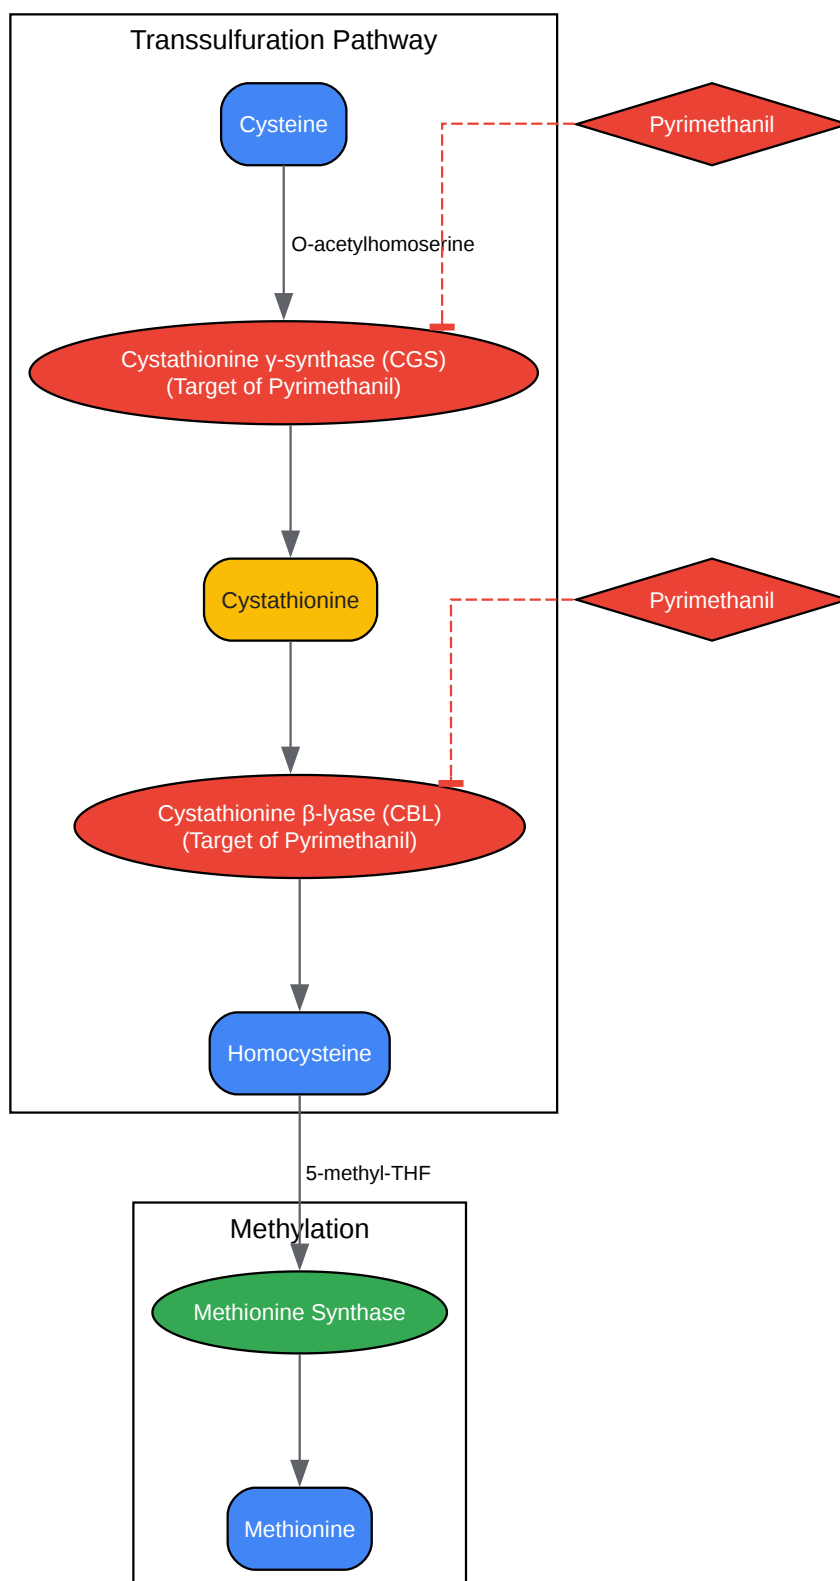 Transsulfuration Pathway
Cysteine
Pyrimethanil
O-acetylhomoserine
Cystathionine γ-synthase (CGS)
(Target of Pyrimethanil)
Cystathionine
Pyrimethanil
Cystathionine β-lyase (CBL)
(Target of Pyrimethanil)
Homocysteine
5-methyl-THF
Methylation
Methionine Synthase
Methionine